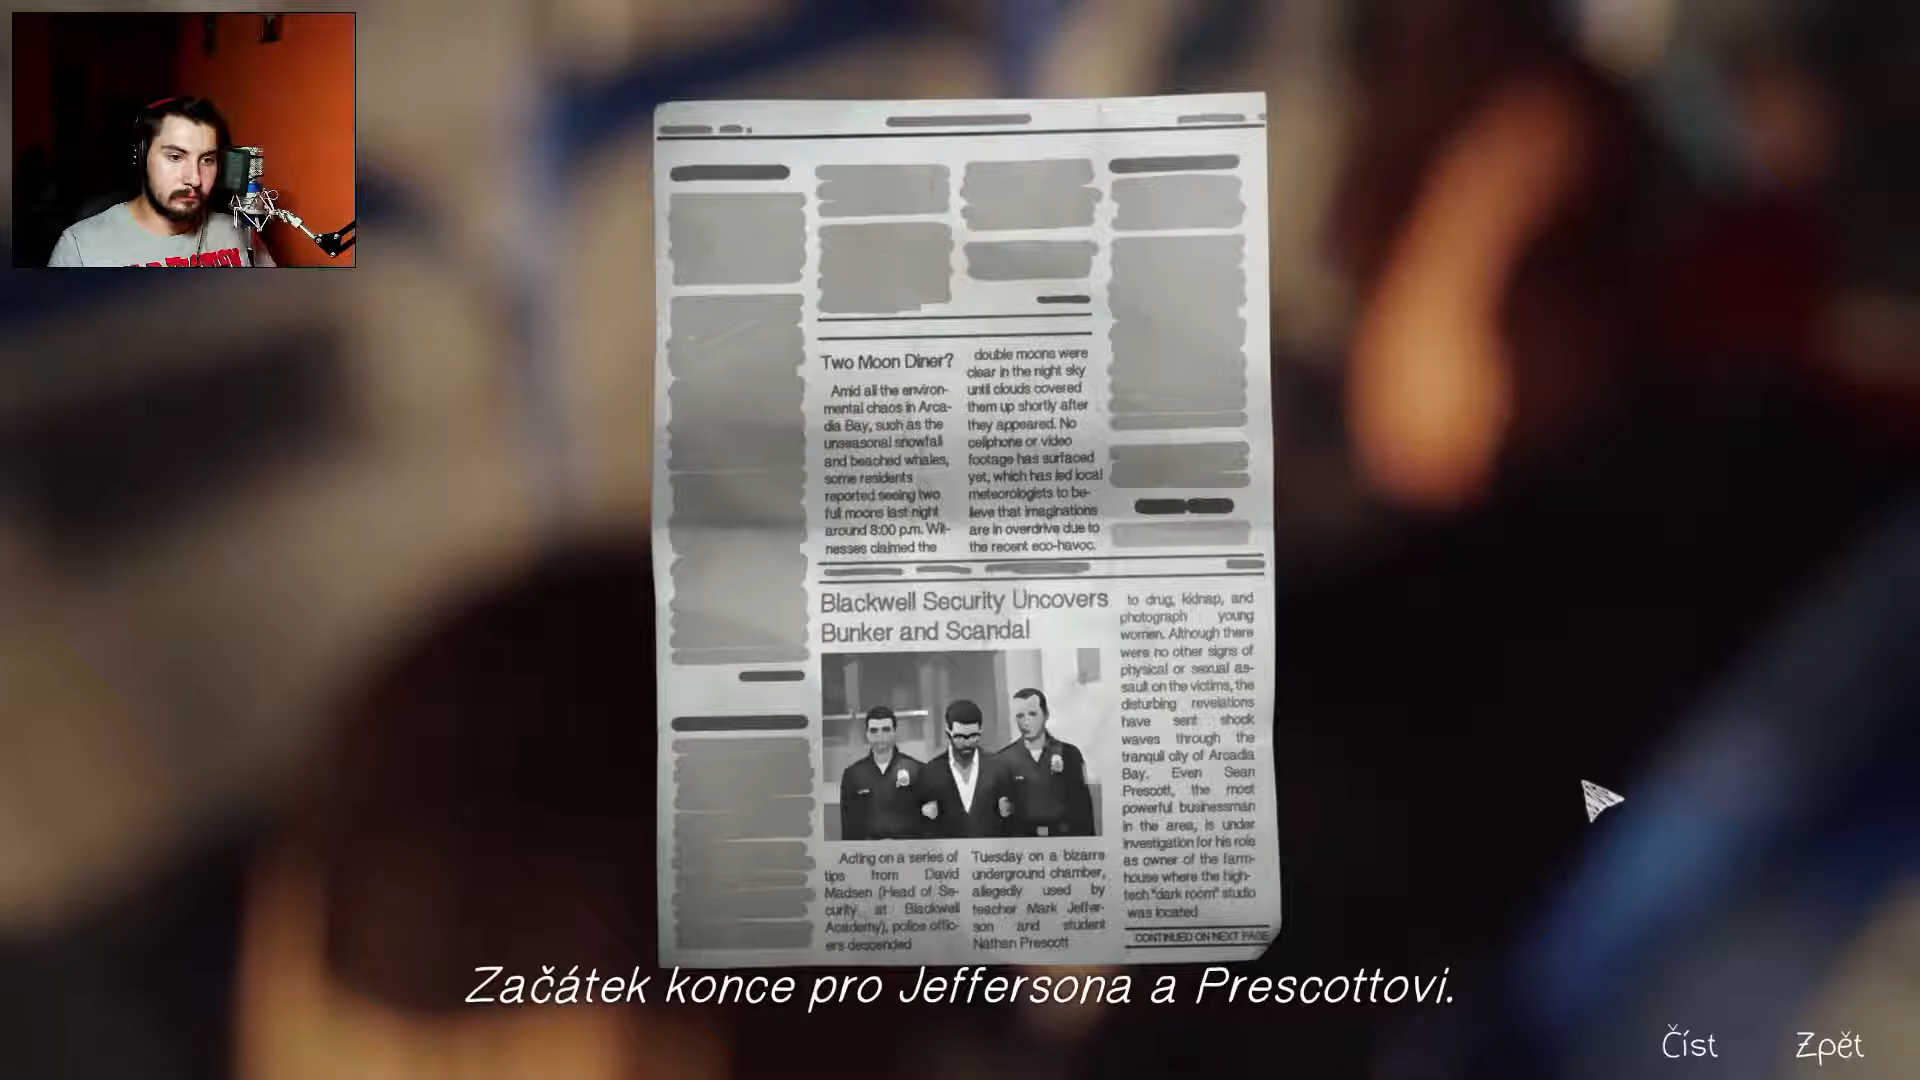 Two Moon Diner?
Amid all the environ-
mental chaos in Arca-
dia Bay, such as the
unseasonal snowfall
and beached whales,
some residents
reported seeing two
full moons last night
around 8:00 p.m. Wit-
nesses claimed the
double moons were
clear in the night sky
until clouds covered
them up shortly after
they appeared. No
cellphone or video
footage has surfaced
yet, which has led local
meteorologists to be-
lieve that imaginations
are in overdrive due to
the recent eco-havoc.
Blackwell Security Uncovers
Bunker and Scandal
Acting on a series of
tips from David
Madsen (Head of Se-
curity at Blackwell
Academy), police offic-
ers descended
Tuesday on a bizarre
underground chamber,
allegedly used by
teacher Mark Jeffer-
son and student
Nathan Prescott
to drug, kidnap, and
photograph young
women. Although there
were no other signs of
physical or sexual as-
sault on the victims, the
disturbing revelations
have sent shock
waves through the
tranquil city of Arcadia
Bay. Even Sean
Prescott, the most
powerful businessman
in the area, is under
investigation for his role
as owner of the farm-
house where the high-
tech "dark room" studio
was located
CONTINUED ON NEXT PAGE
Začátek konce pro Jeffersona a Prescottovi.
Číst Zpět